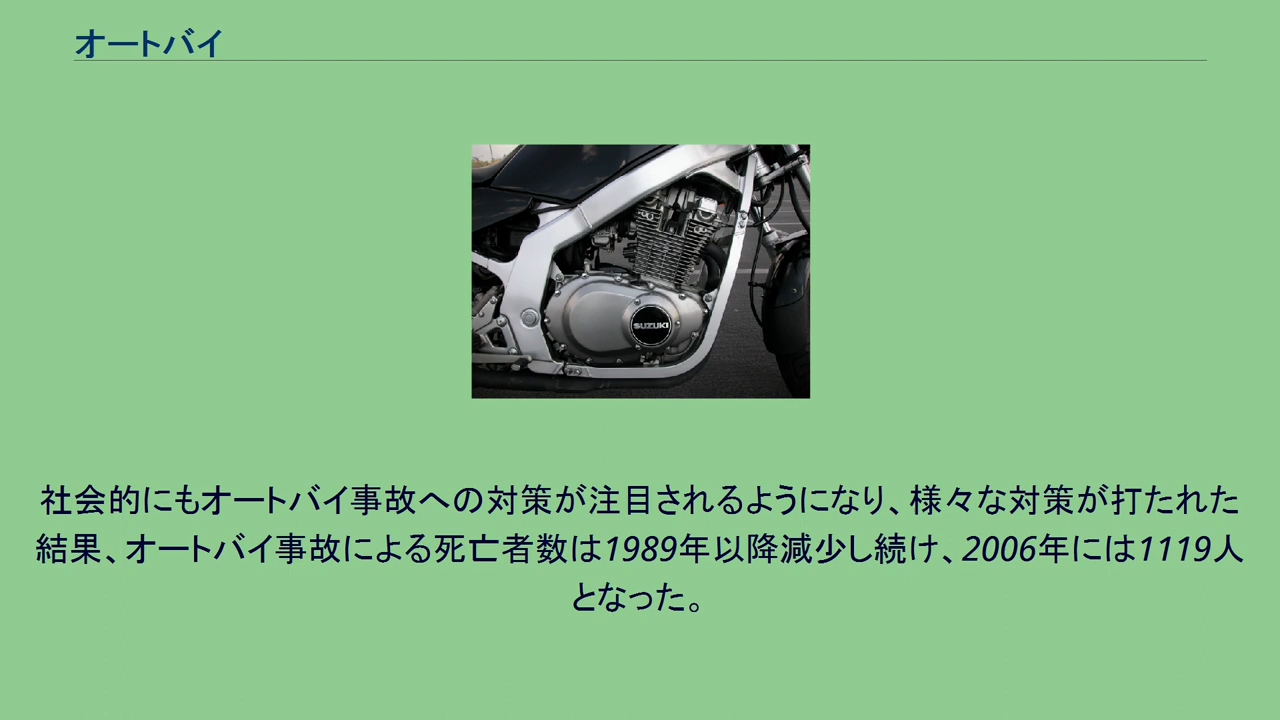 オートバイ
SUZUKI
社会的にもオートバイ事故への対策が注目されるようになり、様々な対策が打たれた
結果、オートバイ事故による死亡者数は1989年以降減少し続け、2006年には1119人
となった。